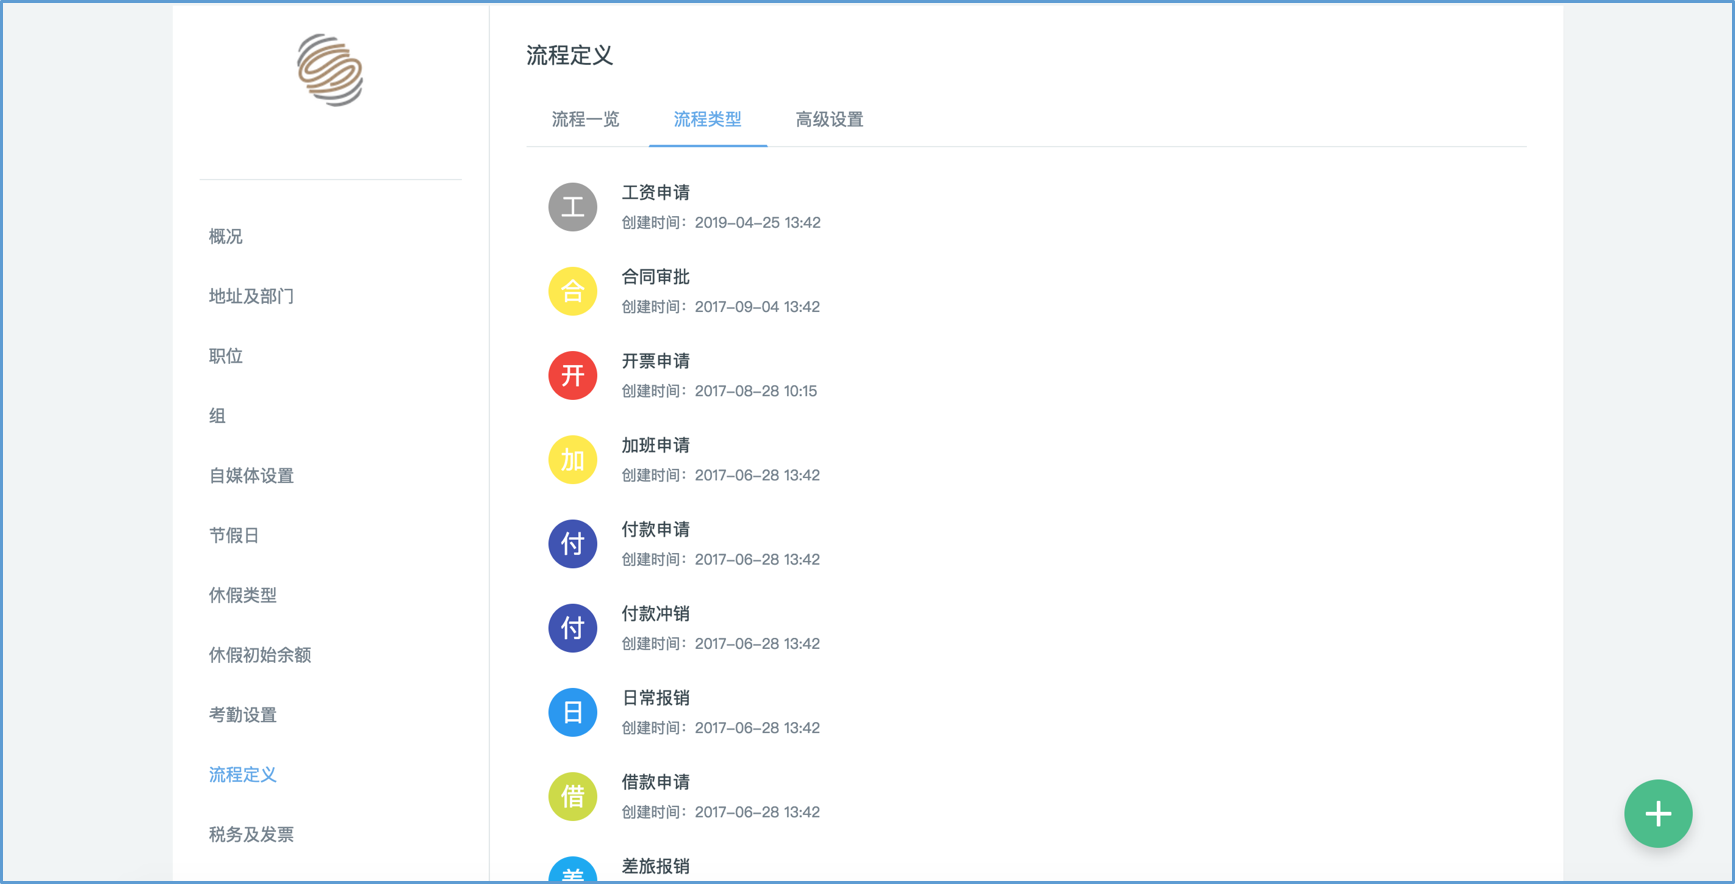 概况
地址及部门
职位
组
自媒体设置
节假日
休假类型
休假初始余额
考勤设置
流程定义
税务及发票
流程定义
流程一览 流程类型 高级设置
工
工资申请
创建时间：2019-04-25 13:42
合
合同审批
创建时间：2017-09-04 13:42
开
开票申请
创建时间：2017-08-28 10:15
加
加班申请
创建时间：2017-06-28 13:42
付
付款申请
创建时间：2017-06-28 13:42
付
付款冲销
创建时间：2017-06-28 13:42
日
日常报销
创建时间：2017-06-28 13:42
借
借款申请
创建时间：2017-06-28 13:42
差
差旅报销